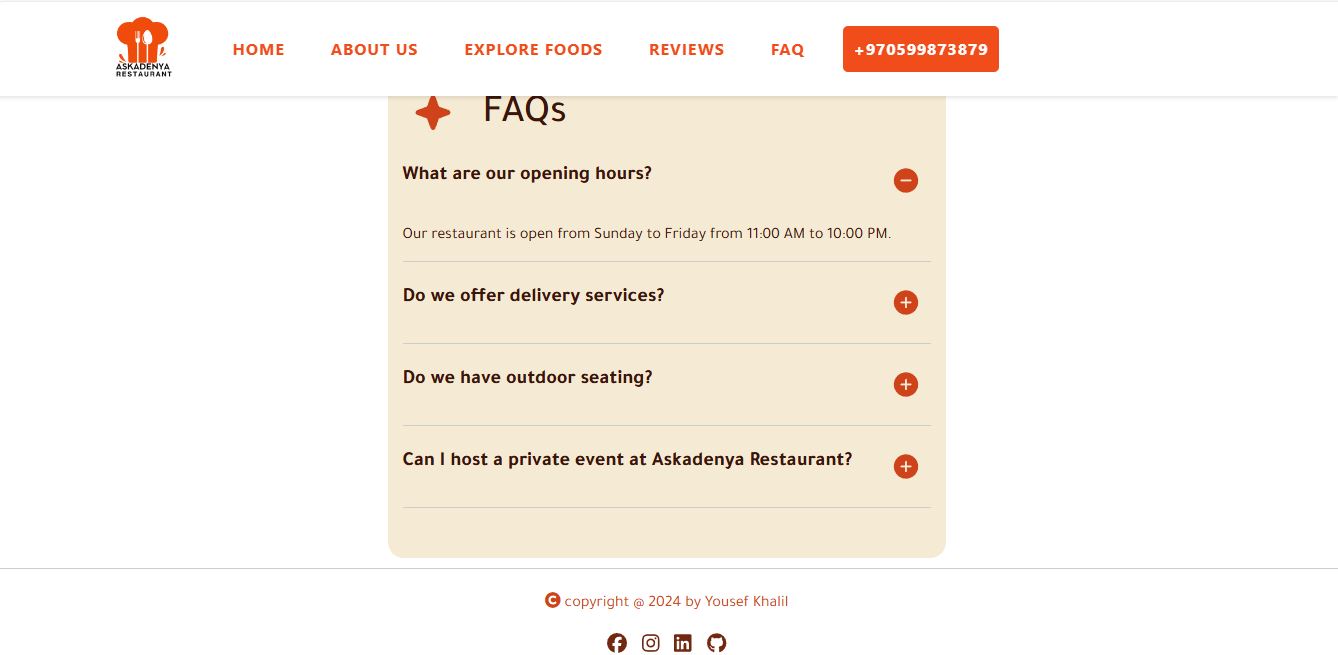 ASKADENYA
RESTAURANT
HOME
ABOUT US
EXPLORE FOODS
REVIEWS
FAQ
+970599873879
FAQs
What are our opening hours?
Our restaurant is open from Sunday to Friday from 11:00 AM to 10:00 PM.
Do we offer delivery services?
Do we have outdoor seating?
Can I host a private event at Askadenya Restaurant?
copyright @ 2024 by Yousef Khalil